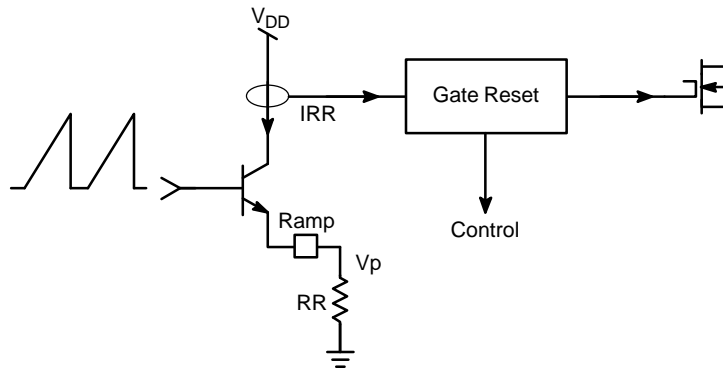 VDD
IRR
Gate Reset
Control
Ramp
Vp
RR